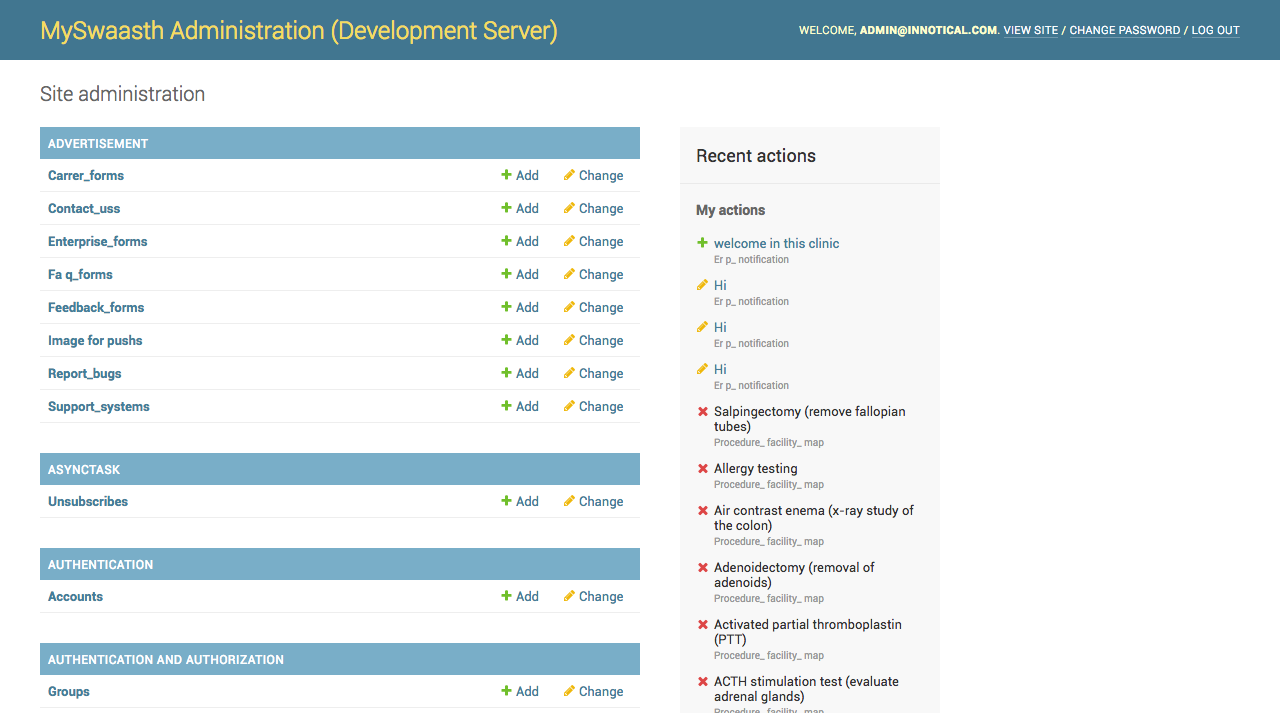 MySwaasth Administration (Development Server)
WELCOME, ADMIN@INNOTICAL.COM. VIEW SITE / CHANGE PASSWORD / LOG OUT
Site administration
ADVERTISEMENT
Carrer_forms Add Change
Contact_uss Add Change
Enterprise_forms Add Change
Fa q_forms Add Change
Feedback_forms Add Change
Image for pushs Add Change
Report_bugs Add Change
Support_systems Add Change
ASYNCTASK
Unsubscribes Add Change
AUTHENTICATION
Accounts Add Change
AUTHENTICATION AND AUTHORIZATION
Groups Add Change
Recent actions
My actions
welcome in this clinic
Er p_ notification
Hi
Er p_ notification
Hi
Er p_ notification
Hi
Er p_ notification
Salpingectomy (remove fallopian
tubes)
Procedure_ facility_ map
Allergy testing
Procedure_ facility_ map
Air contrast enema (x-ray study of
the colon)
Procedure_ facility_ map
Adenoidectomy (removal of
adenoids)
Procedure_ facility_ map
Activated partial thromboplastin
(PTT)
Procedure_ facility_ map
ACTH stimulation test (evaluate
adrenal glands)
Procedure_ facility_ map